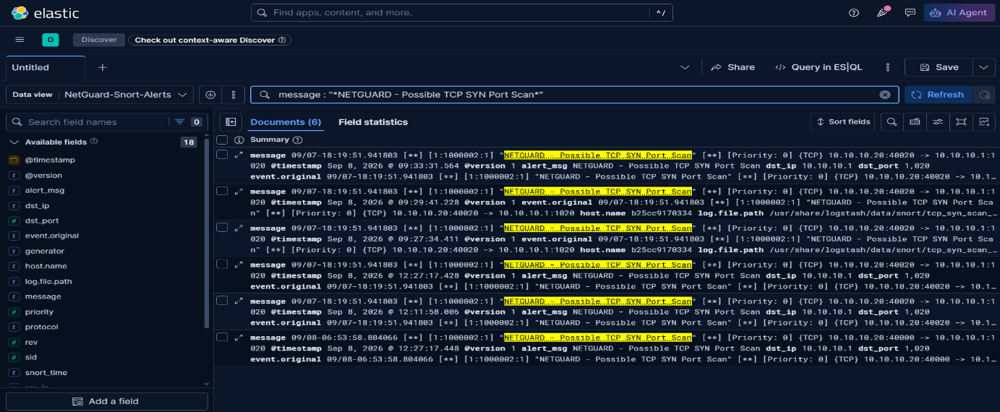 elastic
Find apps, content, and more.
^/
AI Agent
D
Discover
Check out context-aware Discover
Untitled
Share
Query in ES|QL
Save
Data view
NetGuard-Snort-Alerts
message : "*NETGUARD - Possible TCP SYN Port Scan*"
Refresh
Search field names
0
Documents (6)
Field statistics
Sort fields
Available fields
18
Summary
@timestamp
@version
alert_msg
dst_ip
dst_port
event.original
generator
host.name
log.file.path
message
priority
protocol
rev
sid
snort_time
Add a field
message 09/07-18:19:51.941803 [**] [1:1000002:1] "NETGUARD - Possible TCP SYN Port Scan" [**] [Priority: 0] {TCP} 10.10.10.20:40020 -> 10.10.10.1:1
020 @timestamp Sep 8, 2026 @ 09:33:31.564 @version 1 alert_msg NETGUARD - Possible TCP SYN Port Scan dst_ip 10.10.10.1 dst_port 1,020
event.original 09/07-18:19:51.941803 [**] [1:1000002:1] "NETGUARD - Possible TCP SYN Port Scan" [**] [Priority: 0] {TCP} 10.10.10.20:40020 -> 10.1…
message 09/07-18:19:51.941803 [**] [1:1000002:1] "NETGUARD - Possible TCP SYN Port Scan" [**] [Priority: 0] {TCP} 10.10.10.20:40020 -> 10.10.10.1:1
020 @timestamp Sep 8, 2026 @ 09:29:41.228 @version 1 event.original 09/07-18:19:51.941803 [**] [1:1000002:1] "NETGUARD - Possible TCP SYN Port Sca
n" [**] [Priority: 0] {TCP} 10.10.10.20:40020 -> 10.10.10.1:1020 host.name b25cc9170334 log.file.path /usr/share/logstash/data/snort/tcp_syn_scan_…
message 09/07-18:19:51.941803 [**] [1:1000002:1] "NETGUARD - Possible TCP SYN Port Scan" [**] [Priority: 0] {TCP} 10.10.10.20:40020 -> 10.10.10.1:1
020 @timestamp Sep 8, 2026 @ 09:27:34.411 @version 1 event.original 09/07-18:19:51.941803 [**] [1:1000002:1] "NETGUARD - Possible TCP SYN Port Sca
n" [**] [Priority: 0] {TCP} 10.10.10.20:40020 -> 10.10.10.1:1020 host.name b25cc9170334 log.file.path /usr/share/logstash/data/snort/tcp_syn_scan_…
message 09/07-18:19:51.941803 [**] [1:1000002:1] "NETGUARD - Possible TCP SYN Port Scan" [**] [Priority: 0] {TCP} 10.10.10.20:40020 -> 10.10.10.1:1
020 @timestamp Sep 8, 2026 @ 12:27:17.428 @version 1 alert_msg NETGUARD - Possible TCP SYN Port Scan dst_ip 10.10.10.1 dst_port 1,020
event.original 09/07-18:19:51.941803 [**] [1:1000002:1] "NETGUARD - Possible TCP SYN Port Scan" [**] [Priority: 0] {TCP} 10.10.10.20:40020 -> 10.1…
message 09/07-18:19:51.941803 [**] [1:1000002:1] "NETGUARD - Possible TCP SYN Port Scan" [**] [Priority: 0] {TCP} 10.10.10.20:40020 -> 10.10.10.1:1
020 @timestamp Sep 8, 2026 @ 12:11:58.006 @version 1 alert_msg NETGUARD - Possible TCP SYN Port Scan dst_ip 10.10.10.1 dst_port 1,020
event.original 09/07-18:19:51.941803 [**] [1:1000002:1] "NETGUARD - Possible TCP SYN Port Scan" [**] [Priority: 0] {TCP} 10.10.10.20:40020 -> 10.1…
message 09/08-06:53:58.804066 [**] [1:1000002:1] "NETGUARD - Possible TCP SYN Port Scan" [**] [Priority: 0] {TCP} 10.10.10.20:40000 -> 10.10.10.1:1
020 @timestamp Sep 8, 2026 @ 12:27:17.448 @version 1 alert_msg NETGUARD - Possible TCP SYN Port Scan dst_ip 10.10.10.1 dst_port 1,020
event.original 09/08-06:53:58.804066 [**] [1:1000002:1] "NETGUARD - Possible TCP SYN Port Scan" [**] [Priority: 0] {TCP} 10.10.10.20:40000 -> 10.1…